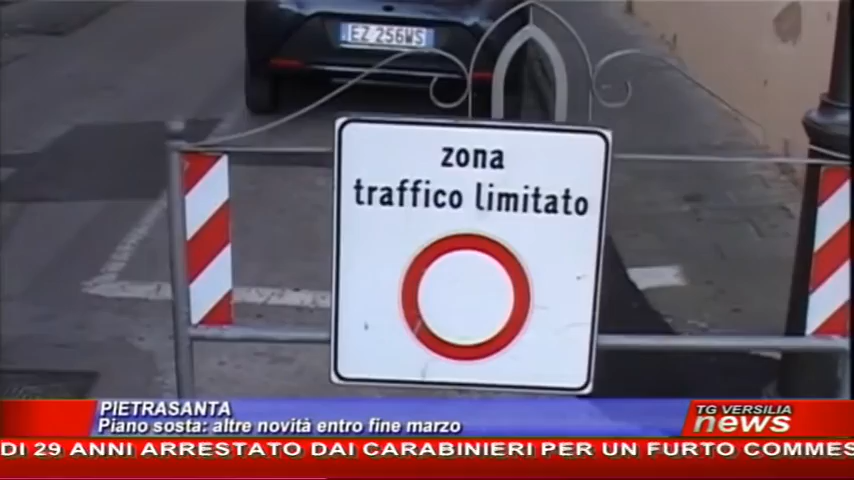 EZ 256WS
zona
traffico limitato
PIETRASANTA
Piano sosta: altre novità entro fine marzo
TG VERSILIA
news
DI 29 ANNI ARRESTATO DAI CARABINIERI PER UN FURTO COMMES